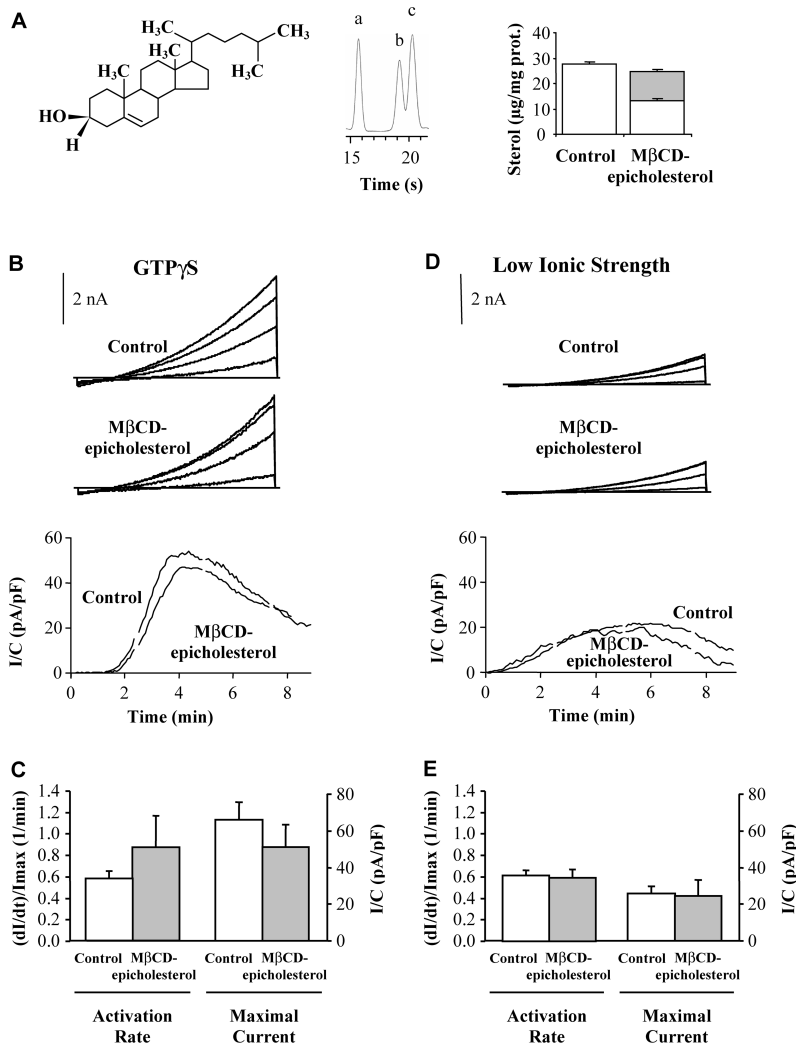 A
H₃C
CH₃
H₃C
H₃C
CH₃
H₃C
HO
H
a
b
c
15
20
Time (s)
Sterol (µg/mg prot.)
40
30
20
10
0
Control
MβCD-
epicholesterol
B
GTPγS
2 nA
Control
MβCD-
epicholesterol
I/C (pA/pF)
60
40
20
0
Control
MβCD-
epicholesterol
0
2
4
6
8
Time (min)
D
Low Ionic Strength
2 nA
Control
MβCD-
epicholesterol
I/C (pA/pF)
60
40
20
0
Control
MβCD-
epicholesterol
0
2
4
6
8
Time (min)
C
(dI/dt)/Imax (1/min)
1.4
1.2
1.0
0.8
0.6
0.4
0.2
0.0
80
60
40
20
0
I/C (pA/pF)
Control
MβCD-
epicholesterol
Control
MβCD-
epicholesterol
Activation
Rate
Maximal
Current
E
(dI/dt)/Imax (1/min)
1.4
1.2
1.0
0.8
0.6
0.4
0.2
0.0
80
60
40
20
0
I/C (pA/pF)
Control
MβCD-
epicholesterol
Control
MβCD-
epicholesterol
Activation
Rate
Maximal
Current